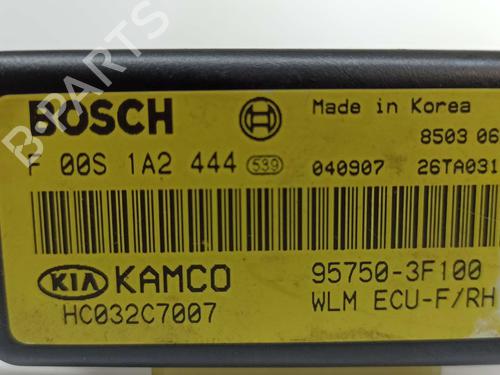 BOSCH
Made in Korea
8503 06
F 00S 1A2 444 539 040907 26TA031
KIA KAMCO 95750-3F100
HC032C7007 WLM ECU-F/RH
B-PARTS